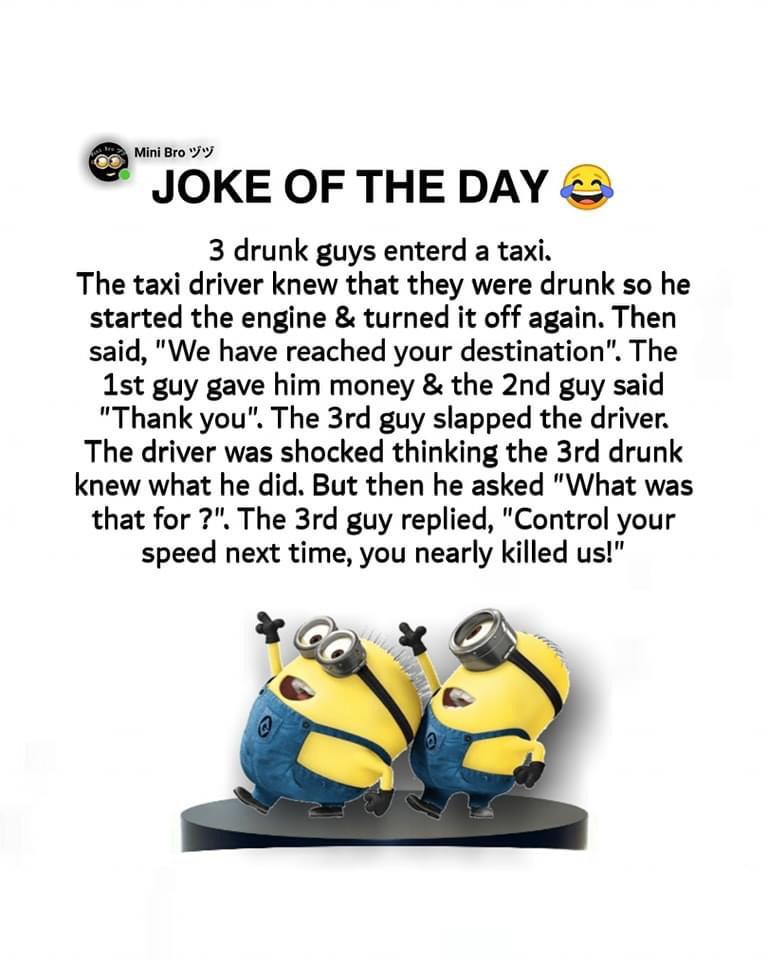 Mini Bro ヅヅ
JOKE OF THE DAY 😂
3 drunk guys enterd a taxi.
The taxi driver knew that they were drunk so he
started the engine & turned it off again. Then
said, "We have reached your destination". The
1st guy gave him money & the 2nd guy said
"Thank you". The 3rd guy slapped the driver.
The driver was shocked thinking the 3rd drunk
knew what he did. But then he asked "What was
that for ?". The 3rd guy replied, "Control your
speed next time, you nearly killed us!"